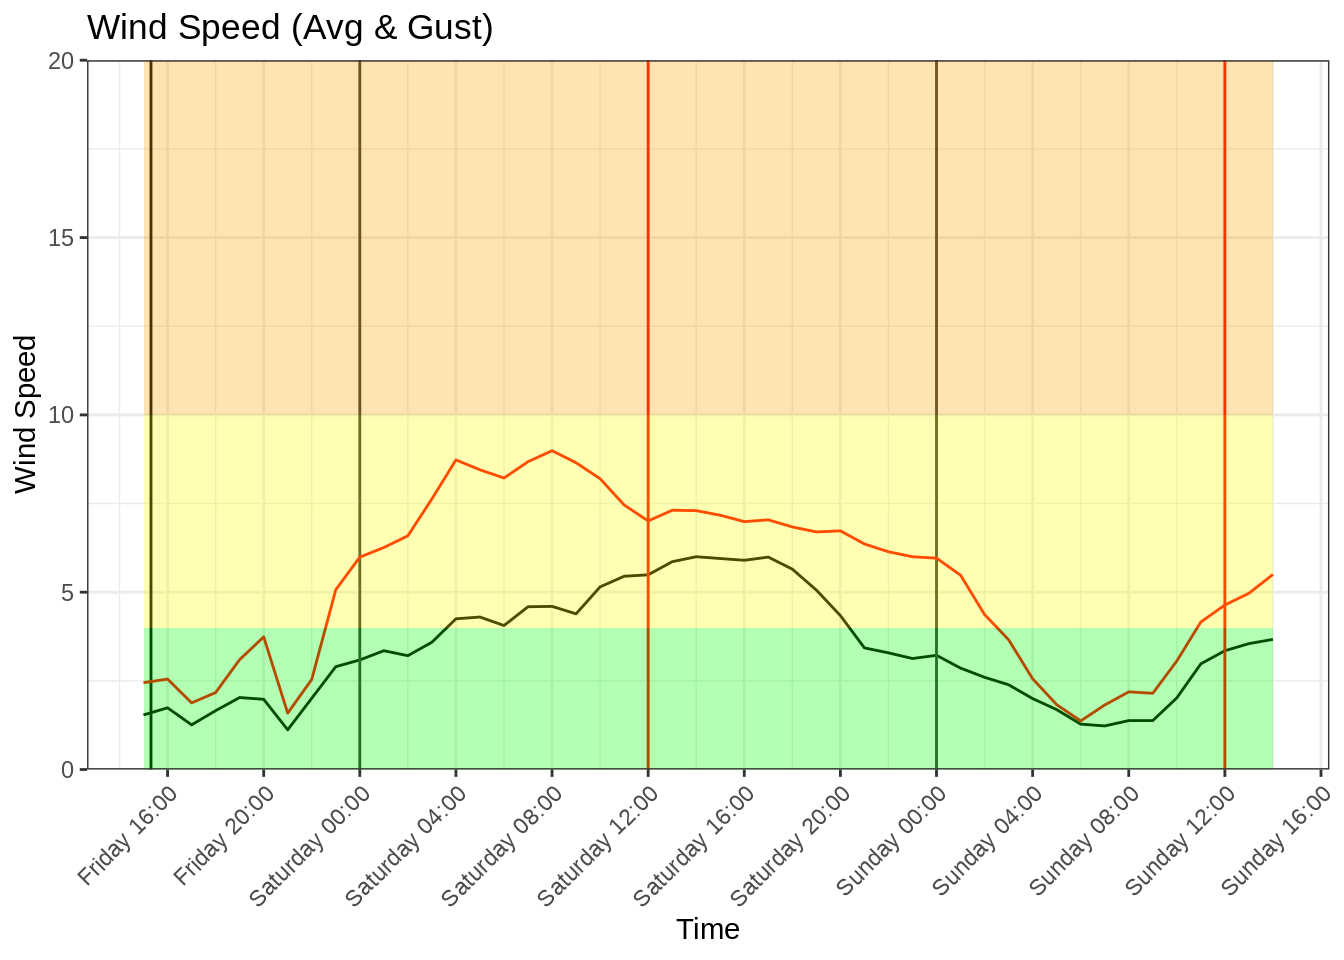 Wind Speed (Avg & Gust)
Wind Speed
20
15
10
5
0
Friday 16:00
Friday 20:00
Saturday 00:00
Saturday 04:00
Saturday 08:00
Saturday 12:00
Saturday 16:00
Saturday 20:00
Sunday 00:00
Sunday 04:00
Sunday 08:00
Sunday 12:00
Sunday 16:00
Time